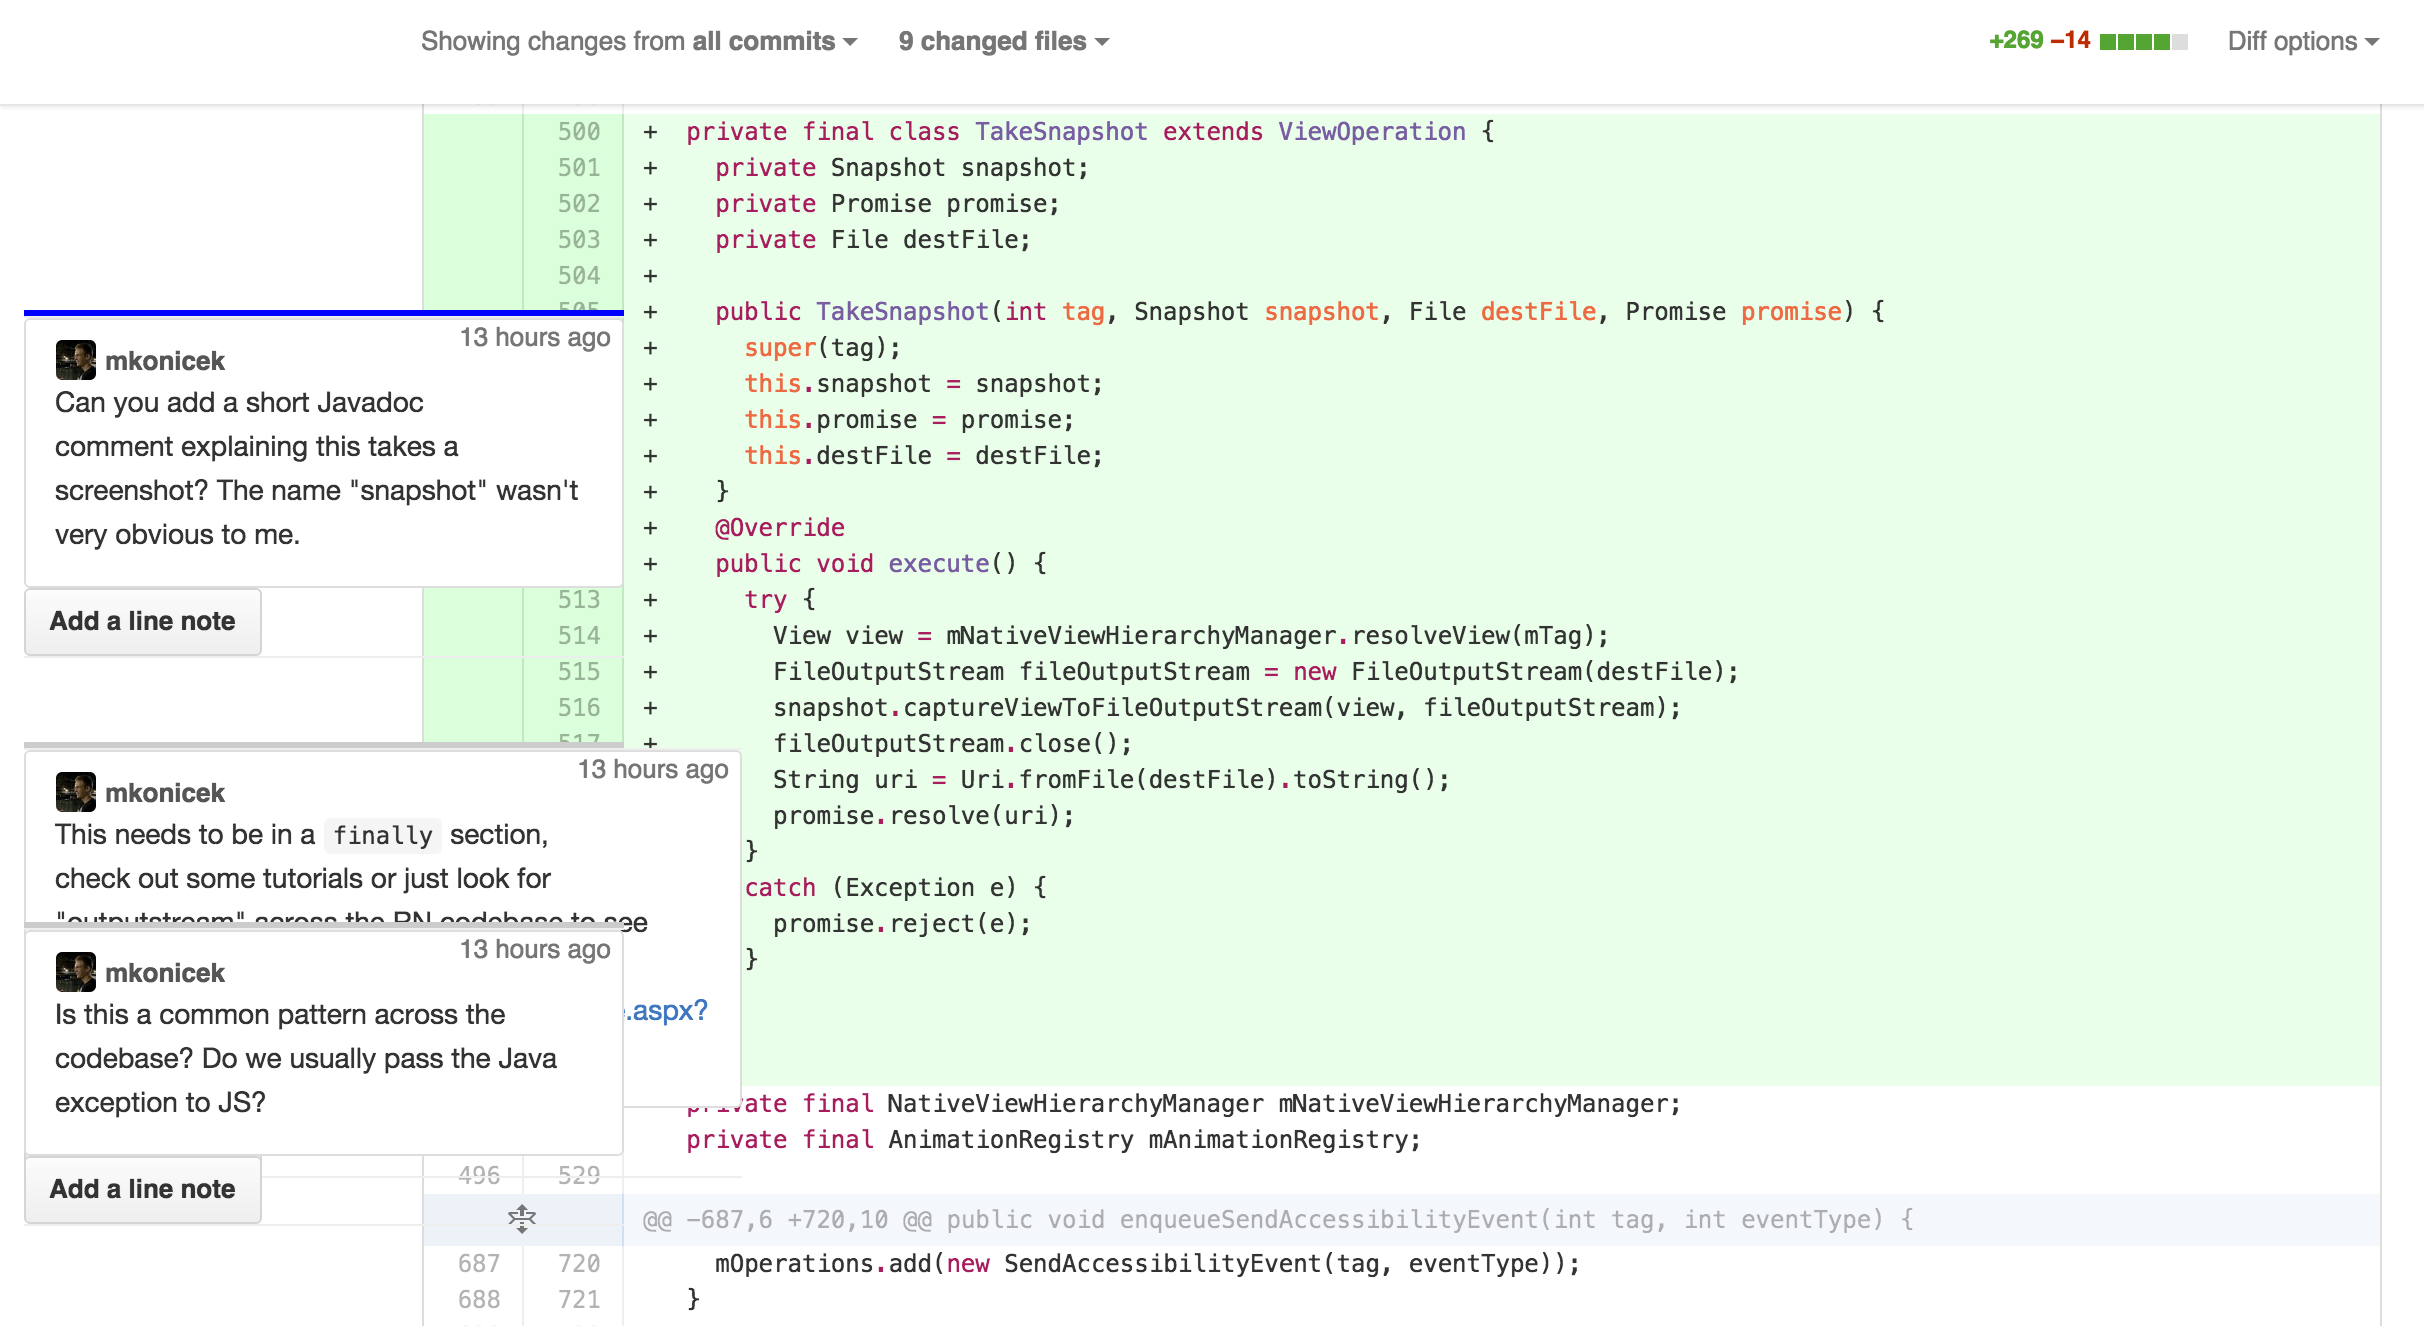 Showing changes from all commits 9 changed files +269 −14 Diff options
500 + private final class TakeSnapshot extends ViewOperation {
501 + private Snapshot snapshot;
502 + private Promise promise;
503 + private File destFile;
504 +
505 + public TakeSnapshot(int tag, Snapshot snapshot, File destFile, Promise promise) {
+ super(tag);
+ this.snapshot = snapshot;
+ this.promise = promise;
+ this.destFile = destFile;
+ }
+ @Override
+ public void execute() {
513 + try {
514 + View view = mNativeViewHierarchyManager.resolveView(mTag);
515 + FileOutputStream fileOutputStream = new FileOutputStream(destFile);
516 + snapshot.captureViewToFileOutputStream(view, fileOutputStream);
517 + fileOutputStream.close();
String uri = Uri.fromFile(destFile).toString();
promise.resolve(uri);
}
catch (Exception e) {
promise.reject(e);
}
private final NativeViewHierarchyManager mNativeViewHierarchyManager;
private final AnimationRegistry mAnimationRegistry;
496 529
@@ −687,6 +720,10 @@ public void enqueueSendAccessibilityEvent(int tag, int eventType) {
687 720 mOperations.add(new SendAccessibilityEvent(tag, eventType));
688 721 }
13 hours ago
mkonicek
Can you add a short Javadoc
comment explaining this takes a
screenshot? The name "snapshot" wasn't
very obvious to me.
Add a line note
13 hours ago
mkonicek
This needs to be in a finally section,
check out some tutorials or just look for
"outputstream" across the RN codebase to see
.aspx?
13 hours ago
mkonicek
Is this a common pattern across the
codebase? Do we usually pass the Java
exception to JS?
Add a line note